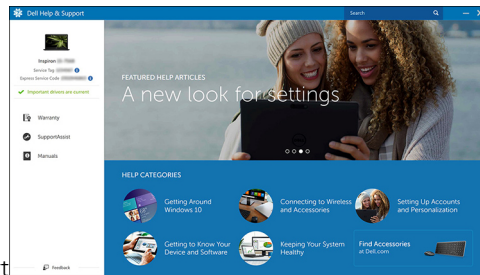 Dell Help & Support
Search
Inspiron
Service Tag
Express Service Code
Important drivers are current
Warranty
SupportAssist
Manuals
Feedback
FEATURED HELP ARTICLES
A new look for settings
HELP CATEGORIES
Getting Around
Windows 10
Connecting to Wireless
and Accessories
Setting Up Accounts
and Personalization
Getting to Know Your
Device and Software
Keeping Your System
Healthy
Find Accessories
at Dell.com
t